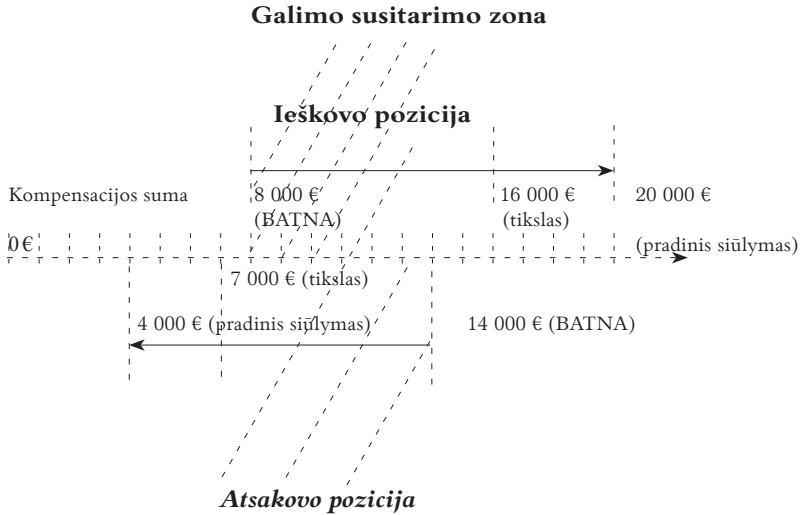 Galimo susitarimo zona
Ieškovo pozicija
Kompensacijos suma
8 000 €
(BATNA)
16 000 €
(tikslas)
20 000 €
(pradinis siūlymas)
0 €
7 000 € (tikslas)
4 000 € (pradinis siūlymas)
14 000 € (BATNA)
Atsakovo pozicija